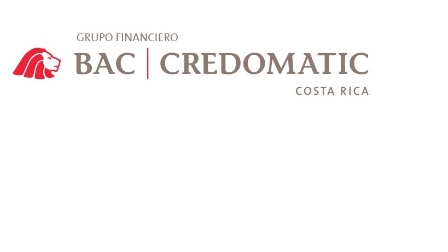 GRUPO FINANCIERO
BAC | CREDOMATIC
COSTA RICA